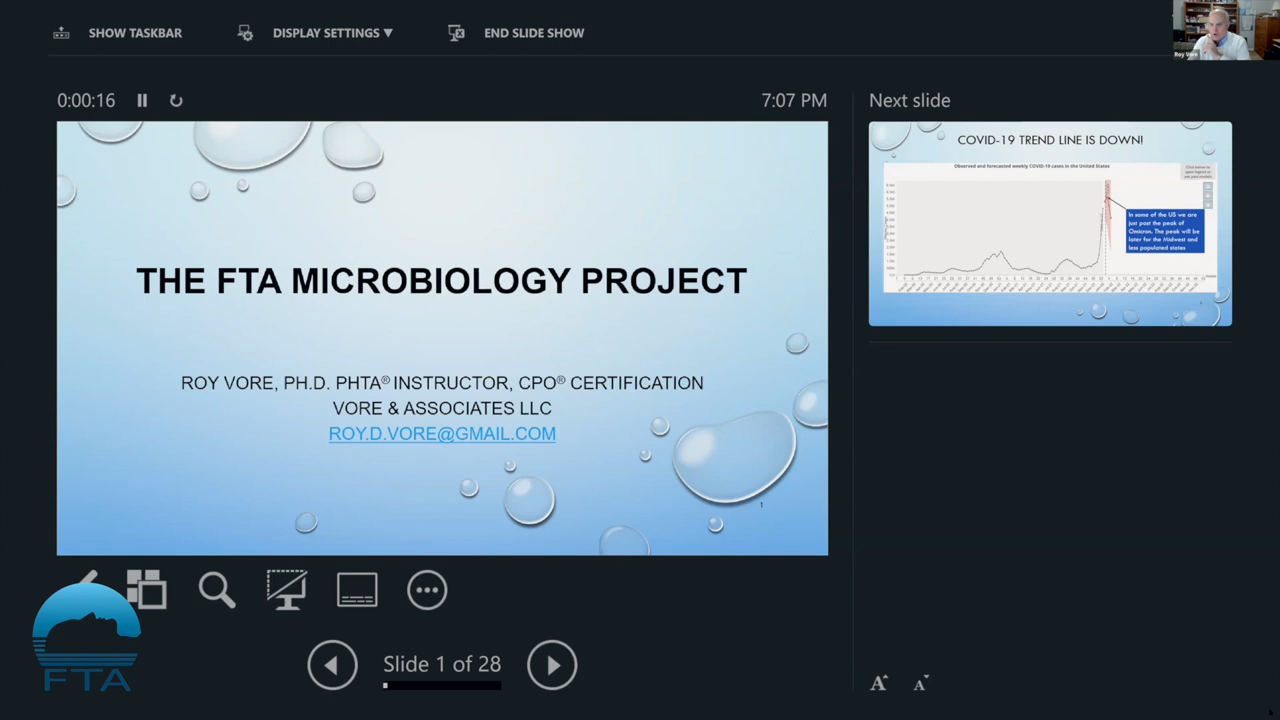 SHOW TASKBAR
DISPLAY SETTINGS ▼
END SLIDE SHOW
Roy Vore
0:00:16
7:07 PM
Next slide
THE FTA MICROBIOLOGY PROJECT
ROY VORE, PH.D. PHTA® INSTRUCTOR, CPO® CERTIFICATION
VORE & ASSOCIATES LLC
ROY.D.VORE@GMAIL.COM
1
COVID-19 TREND LINE IS DOWN!
Observed and forecasted weekly COVID-19 cases in the United States
In some of the US we are
just past the peak of
Omicron. The peak will be
later for the Midwest and
less populated states
FTA
Slide 1 of 28
A A